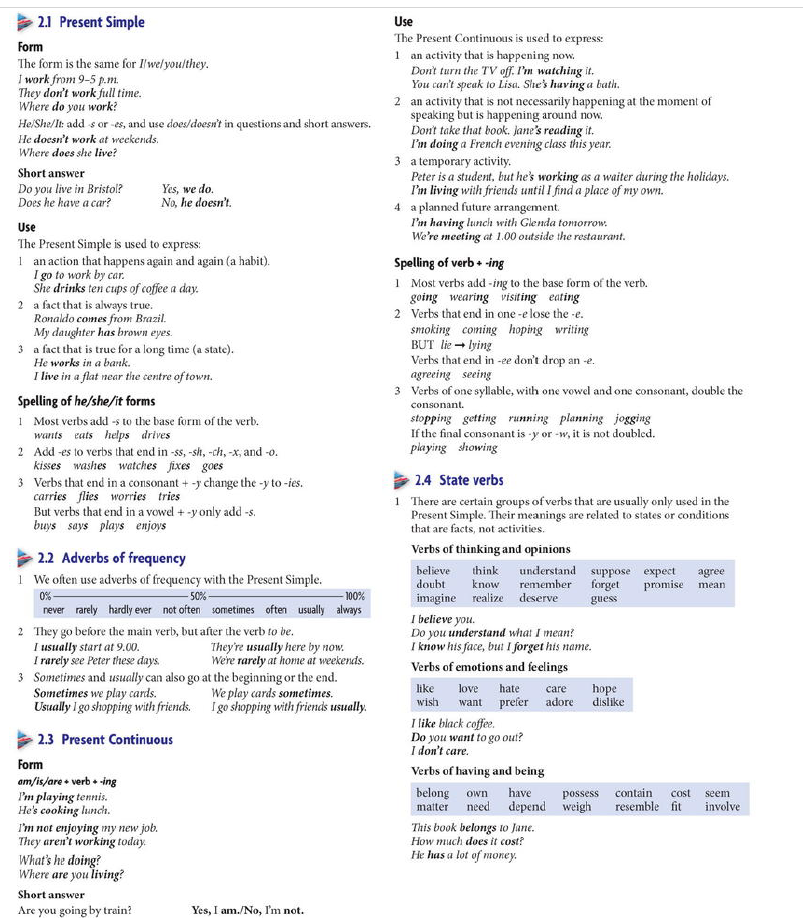 2.1 Present Simple
Form
The form is the same for I/we/you/they.
I work from 9–5 p.m.
They don't work full time.
Where do you work?
He/She/It: add -s or -es, and use does/doesn't in questions and short answers.
He doesn't work at weekends.
Where does she live?
Short answer
Do you live in Bristol? Yes, we do.
Does he have a car? No, he doesn't.
Use
The Present Simple is used to express:
1 an action that happens again and again (a habit).
I go to work by car.
She drinks ten cups of coffee a day.
2 a fact that is always true.
Ronaldo comes from Brazil.
My daughter has brown eyes.
3 a fact that is true for a long time (a state).
He works in a bank.
I live in a flat near the centre of town.
Spelling of he/she/it forms
1 Most verbs add -s to the base form of the verb.
wants eats helps drives
2 Add -es to verbs that end in -ss, -sh, -ch, -x, and -o.
kisses washes watches fixes goes
3 Verbs that end in a consonant + -y change the -y to -ies.
carries flies worries tries
But verbs that end in a vowel + -y only add -s.
buys says plays enjoys
2.2 Adverbs of frequency
1 We often use adverbs of frequency with the Present Simple.
0% 50% 100%
never rarely hardly ever not often sometimes often usually always
2 They go before the main verb, but after the verb to be.
I usually start at 9.00. They're usually here by now.
I rarely see Peter these days. We're rarely at home at weekends.
3 Sometimes and usually can also go at the beginning or the end.
Sometimes we play cards. We play cards sometimes.
Usually I go shopping with friends. I go shopping with friends usually.
2.3 Present Continuous
Form
am/is/are + verb + -ing
I'm playing tennis.
He's cooking lunch.
I'm not enjoying my new job.
They aren't working today.
What's he doing?
Where are you living?
Short answer
Are you going by train? Yes, I am./No, I'm not.
Use
The Present Continuous is used to express:
1 an activity that is happening now.
Don't turn the TV off. I'm watching it.
You can't speak to Lisa. She's having a bath.
2 an activity that is not necessarily happening at the moment of
speaking but is happening around now.
Don't take that book. Jane's reading it.
I'm doing a French evening class this year.
3 a temporary activity.
Peter is a student, but he's working as a waiter during the holidays.
I'm living with friends until I find a place of my own.
4 a planned future arrangement.
I'm having lunch with Glenda tomorrow.
We're meeting at 1.00 outside the restaurant.
Spelling of verb + -ing
1 Most verbs add -ing to the base form of the verb.
going wearing visiting eating
2 Verbs that end in one -e lose the -e.
smoking coming hoping writing
BUT lie → lying
Verbs that end in -ee don't drop an -e.
agreeing seeing
3 Verbs of one syllable, with one vowel and one consonant, double the
consonant.
stopping getting running planning jogging
If the final consonant is -y or -w, it is not doubled.
playing showing
2.4 State verbs
1 There are certain groups of verbs that are usually only used in the
Present Simple. Their meanings are related to states or conditions
that are facts, not activities.
Verbs of thinking and opinions
believe think understand suppose expect agree
doubt know remember forget promise mean
imagine realize deserve guess
I believe you.
Do you understand what I mean?
I know his face, but I forget his name.
Verbs of emotions and feelings
like love hate care hope
wish want prefer adore dislike
I like black coffee.
Do you want to go out?
I don't care.
Verbs of having and being
belong own have possess contain cost seem
matter need depend weigh resemble fit involve
This book belongs to Jane.
How much does it cost?
He has a lot of money.